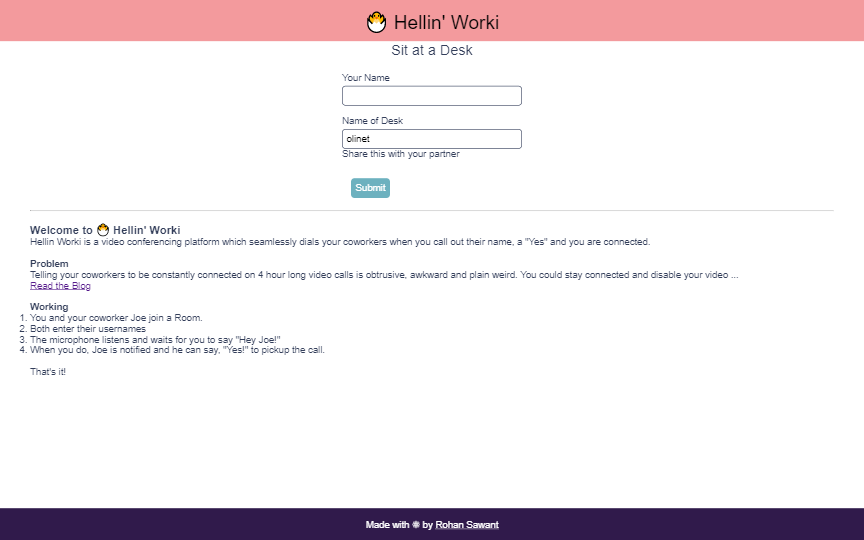 Hellin' Worki
Sit at a Desk
Your Name
Name of Desk
olinet
Share this with your partner
Submit
Welcome to Hellin' Worki
Hellin Worki is a video conferencing platform which seamlessly dials your coworkers when you call out their name, a "Yes" and you are connected.
Problem
Telling your coworkers to be constantly connected on 4 hour long video calls is obtrusive, awkward and plain weird. You could stay connected and disable your video ...
Read the Blog
Working
1. You and your coworker Joe join a Room.
2. Both enter their usernames
3. The microphone listens and waits for you to say "Hey Joe!"
4. When you do, Joe is notified and he can say, "Yes!" to pickup the call.
That's it!
Made with by Rohan Sawant